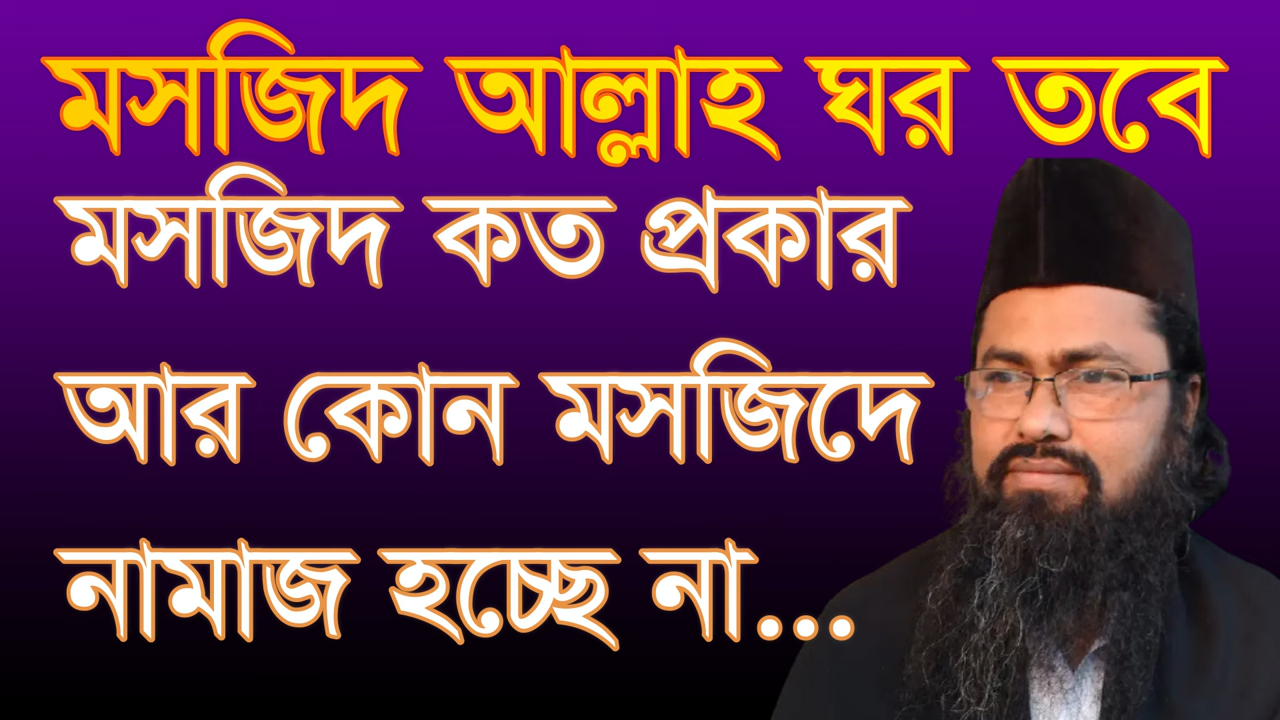 মসজিদ আল্লাহ ঘর তবে
মসজিদ কত প্রকার
আর কোন মসজিদে
নামাজ হচ্ছে না...